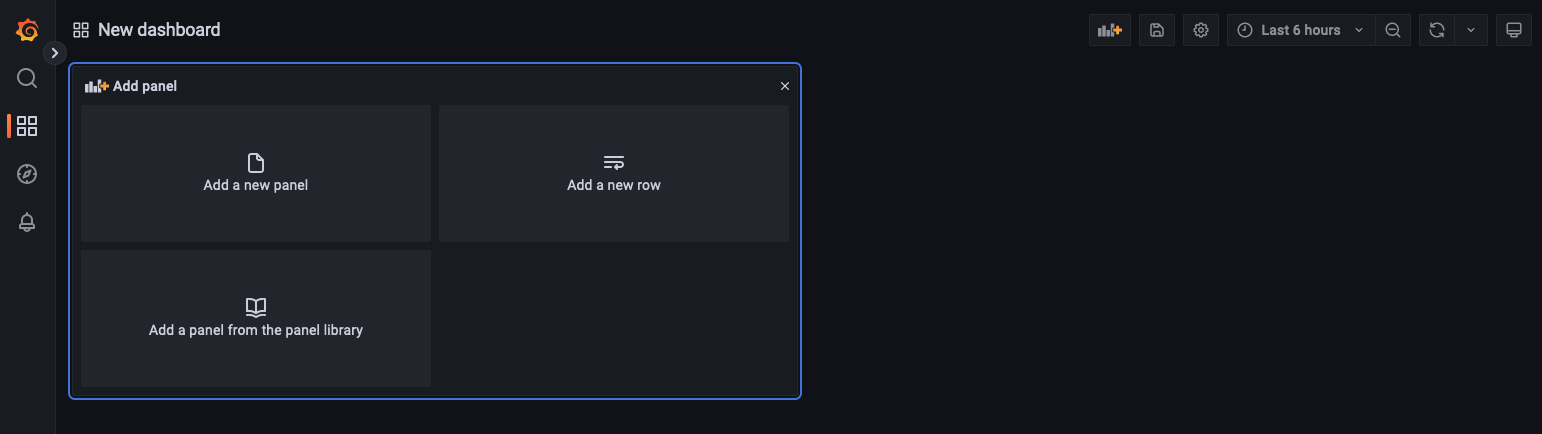 New dashboard
Last 6 hours
Add panel
Add a new panel
Add a new row
Add a panel from the panel library